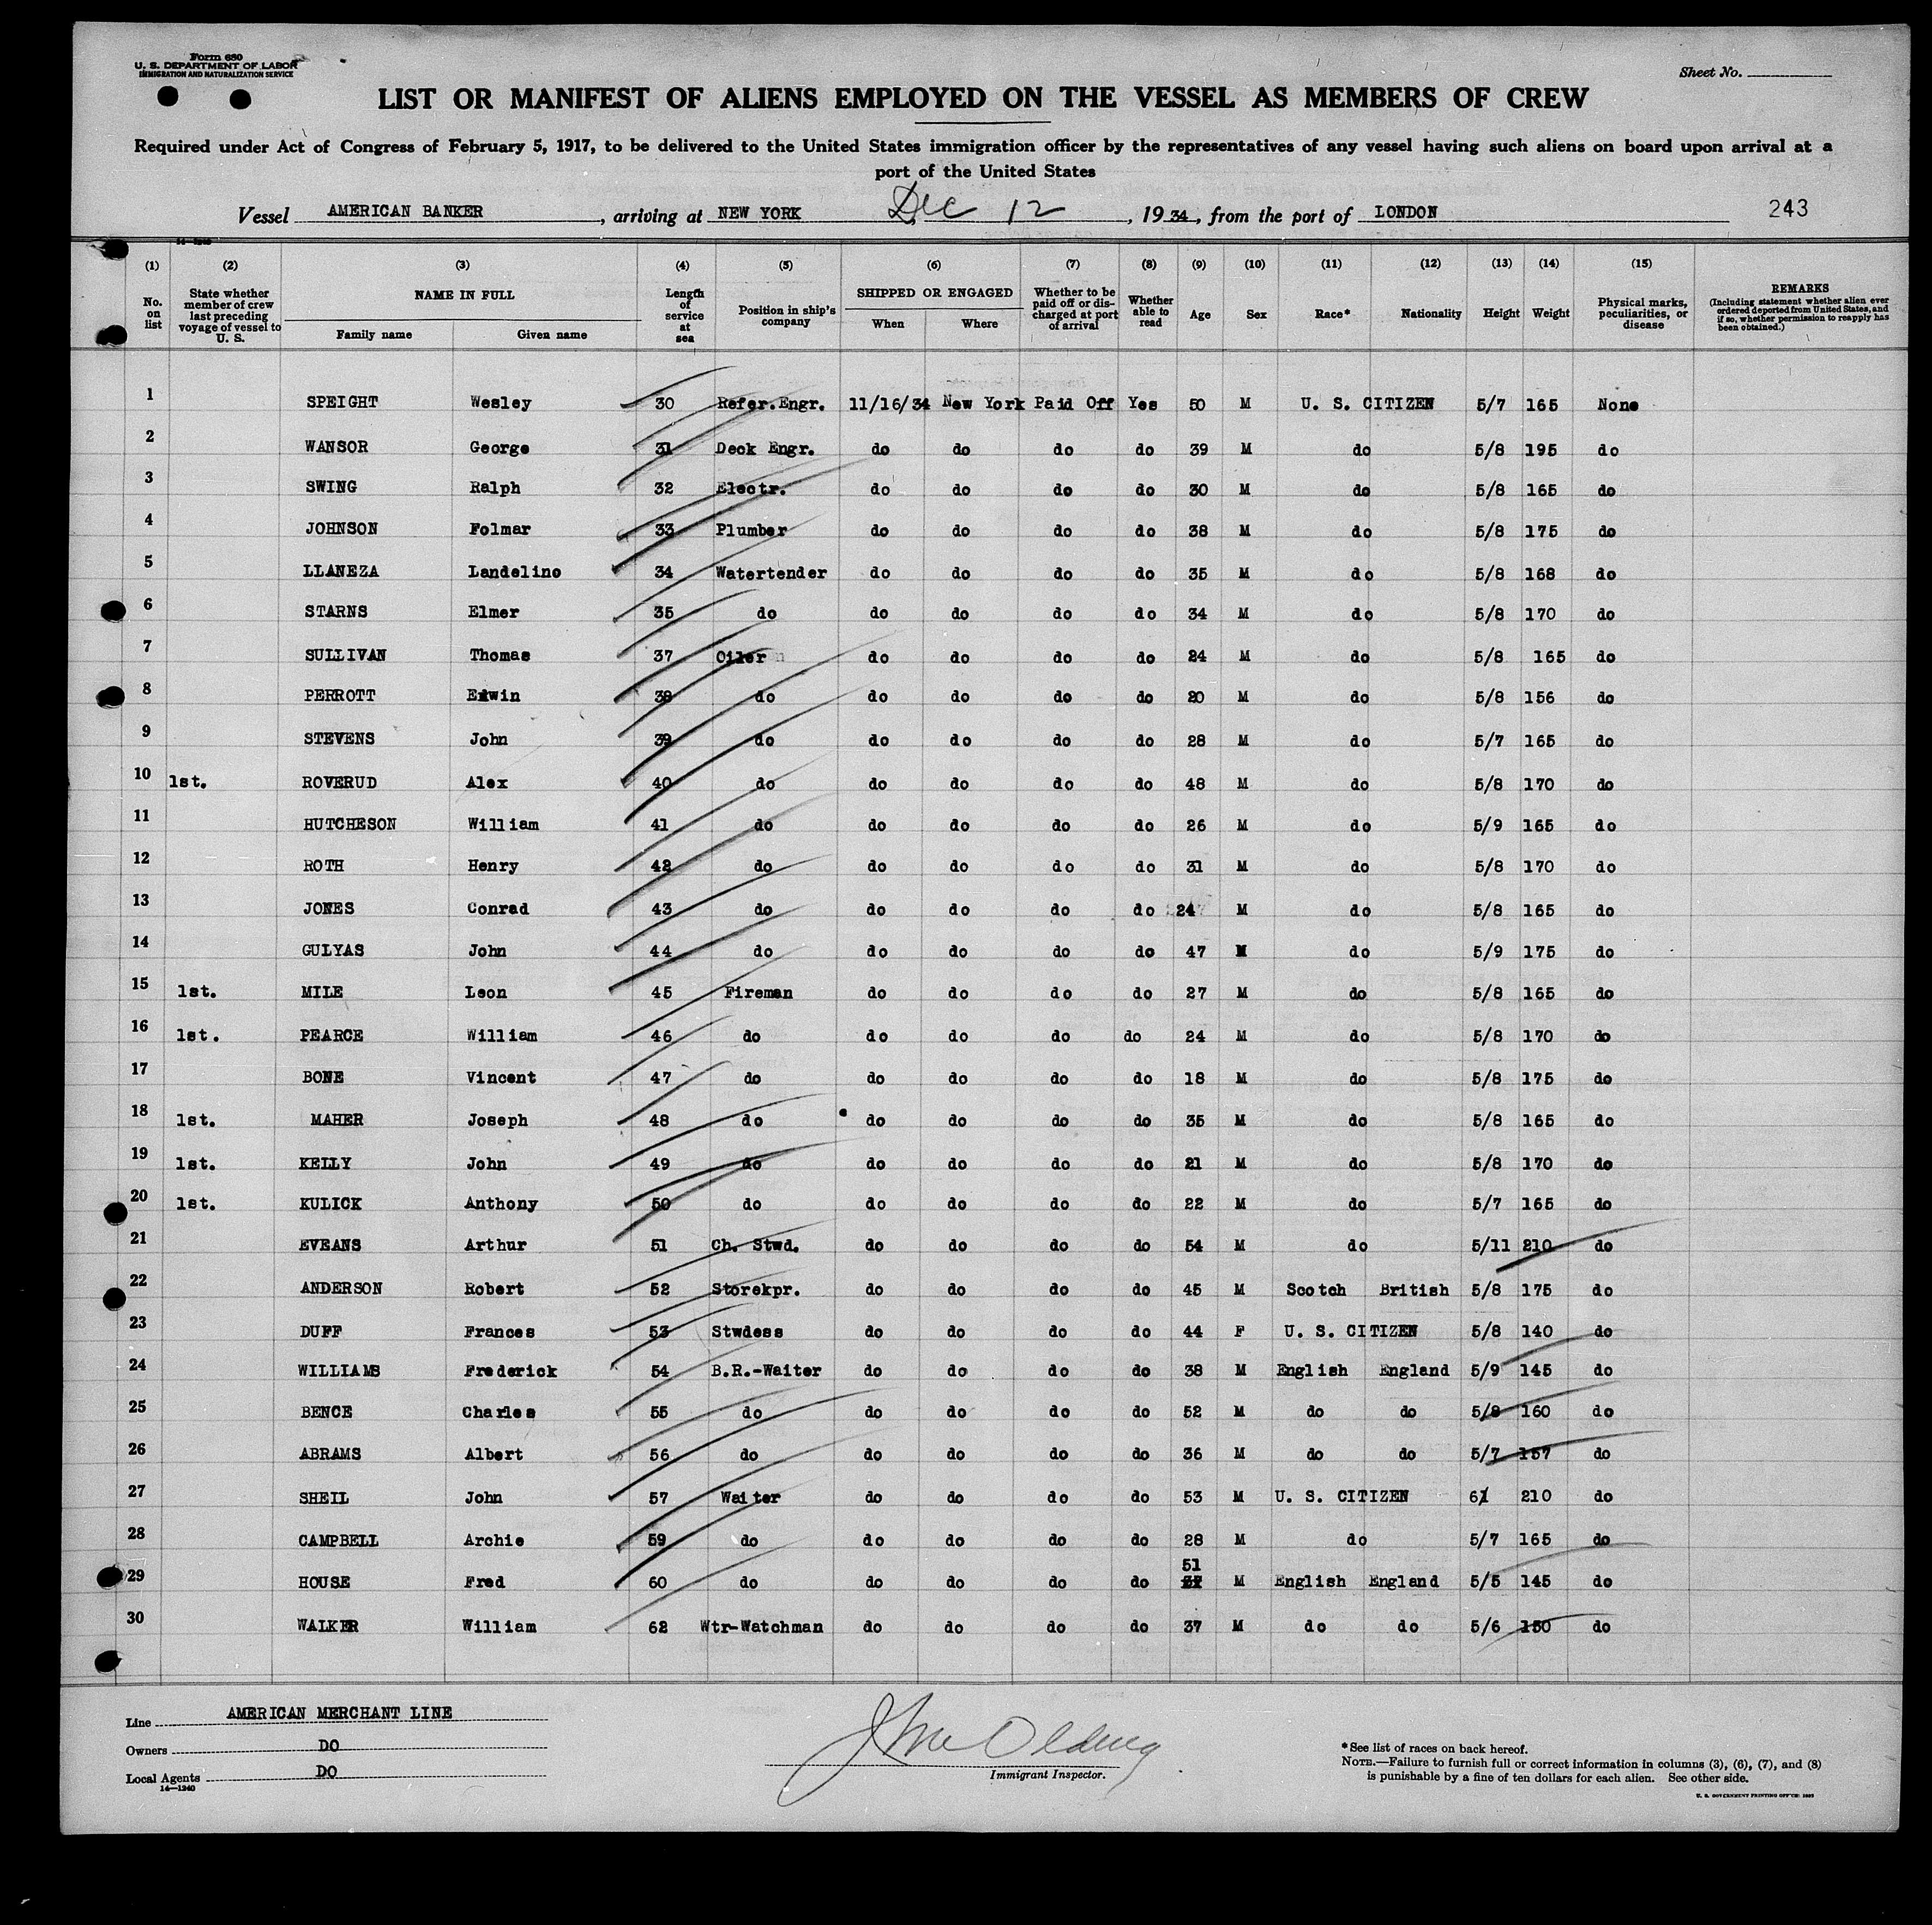 Form 680
U. S. DEPARTMENT OF LABOR
IMMIGRATION AND NATURALIZATION SERVICE
Sheet No.
LIST OR MANIFEST OF ALIENS EMPLOYED ON THE VESSEL AS MEMBERS OF CREW
Required under Act of Congress of February 5, 1917, to be delivered to the United States immigration officer by the representatives of any vessel having such aliens on board upon arrival at a
port of the United States
Vessel AMERICAN BANKER, arriving at NEW YORK Dec 12, 1934, from the port of LONDON 243
(1) (2) (3) (4) (5) (6) (7) (8) (9) (10) (11) (12) (13) (14) (15)
No. on list State whether member of crew last preceding voyage of vessel to U. S. NAME IN FULL Family name Given name Length of service at sea Position in ship's company SHIPPED OR ENGAGED When Where Whether to be paid off or discharged at port of arrival Whether able to read Age Sex Race* Nationality Height Weight Physical marks, peculiarities, or disease REMARKS (Including statement whether alien ever ordered deported from United States, and if so, whether permission to reapply has been obtained.)
1 SPEIGHT Wesley 30 Refer.Engr. 11/16/34 New York Paid Off Yes 50 M U. S. CITIZEN 5/7 165 None
2 WANSOR George 31 Deck Engr. do do do do 39 M do 5/8 195 do
3 SWING Ralph 32 Electr. do do do do 30 M do 5/8 165 do
4 JOHNSON Folmar 33 Plumber do do do do 38 M do 5/8 175 do
5 LLANEZA Landelino 34 Watertender do do do do 35 M do 5/8 168 do
6 STARNS Elmer 35 do do do do do 34 M do 5/8 170 do
7 SULLIVAN Thomas 37 Oiler do do do do 24 M do 5/8 165 do
8 PERROTT Edwin 38 do do do do do 20 M do 5/8 156 do
9 STEVENS John 39 do do do do do 28 M do 5/7 165 do
10 1st. ROVERUD Alex 40 do do do do do 48 M do 5/8 170 do
11 HUTCHESON William 41 do do do do do 26 M do 5/9 165 do
12 ROTH Henry 42 do do do do do 31 M do 5/8 170 do
13 JONES Conrad 43 do do do do do 24 M do 5/8 165 do
14 GULYAS John 44 do do do do do 47 M do 5/9 175 do
15 1st. MILE Leon 45 Fireman do do do do 27 M do 5/8 165 do
16 1st. PEARCE William 46 do do do do do 24 M do 5/8 170 do
17 BONE Vincent 47 do do do do do 18 M do 5/8 175 do
18 1st. MAHER Joseph 48 do do do do do 35 M do 5/8 165 do
19 1st. KELLY John 49 do do do do do 21 M do 5/8 170 do
20 1st. KULICK Anthony 50 do do do do do 22 M do 5/7 165 do
21 EVEANS Arthur 51 Ch. Stwd. do do do do 54 M do 5/11 210 do
22 ANDERSON Robert 52 Storekpr. do do do do 45 M Scotch British 5/8 175 do
23 DUFF Frances 53 Stwdess do do do do 44 F U. S. CITIZEN 5/8 140 do
24 WILLIAMS Frederick 54 B.R.-Waiter do do do do 38 M English England 5/9 145 do
25 BENCE Charles 55 do do do do do 52 M do do 5/8 160 do
26 ABRAMS Albert 56 do do do do do 36 M do do 5/7 157 do
27 SHEIL John 57 Waiter do do do do 53 M U. S. CITIZEN 6/1 210 do
28 CAMPBELL Archie 59 do do do do do 28 M do 5/7 165 do
29 HOUSE Fred 60 do do do do do 51 M English England 5/5 145 do
30 WALKER William 62 Wtr-Watchman do do do do 37 M do do 5/6 150 do
Line AMERICAN MERCHANT LINE
Owners DO
Local Agents DO
14—1240
Immigrant Inspector.
*See list of races on back hereof.
NOTE.—Failure to furnish full or correct information in columns (3), (6), (7), and (8)
is punishable by a fine of ten dollars for each alien. See other side.
U. S. GOVERNMENT PRINTING OFFICE: